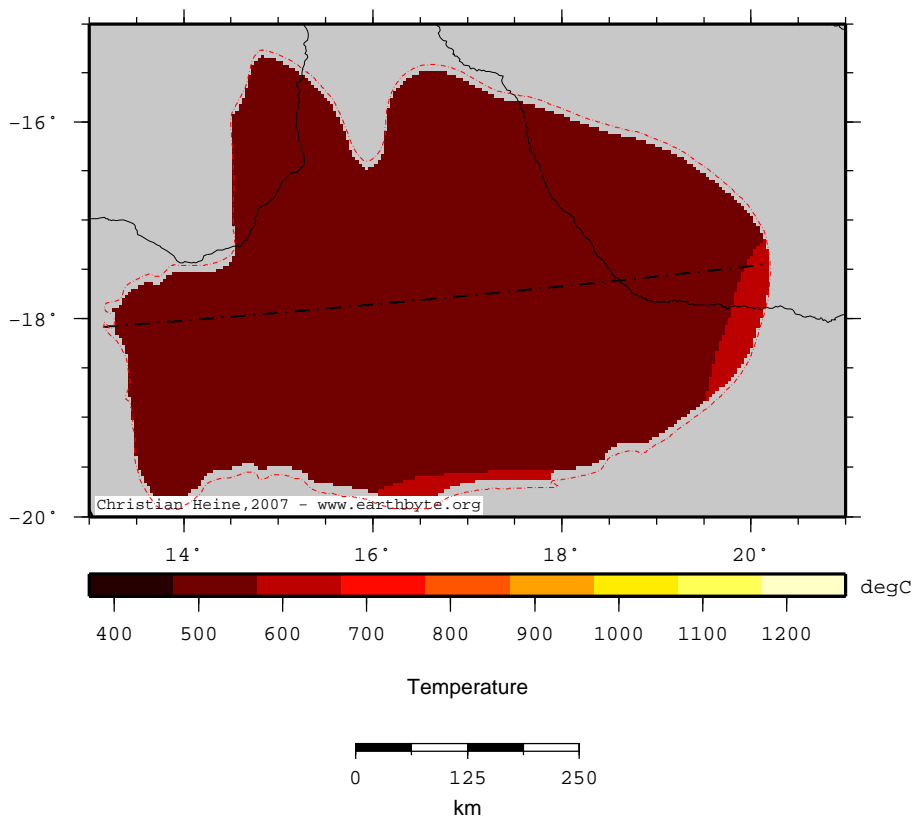 −16°
−18°
−20°
Christian Heine,2007 − www.earthbyte.org
14° 16° 18° 20°
degC
400 500 600 700 800 900 1000 1100 1200
Temperature
0 125 250
km